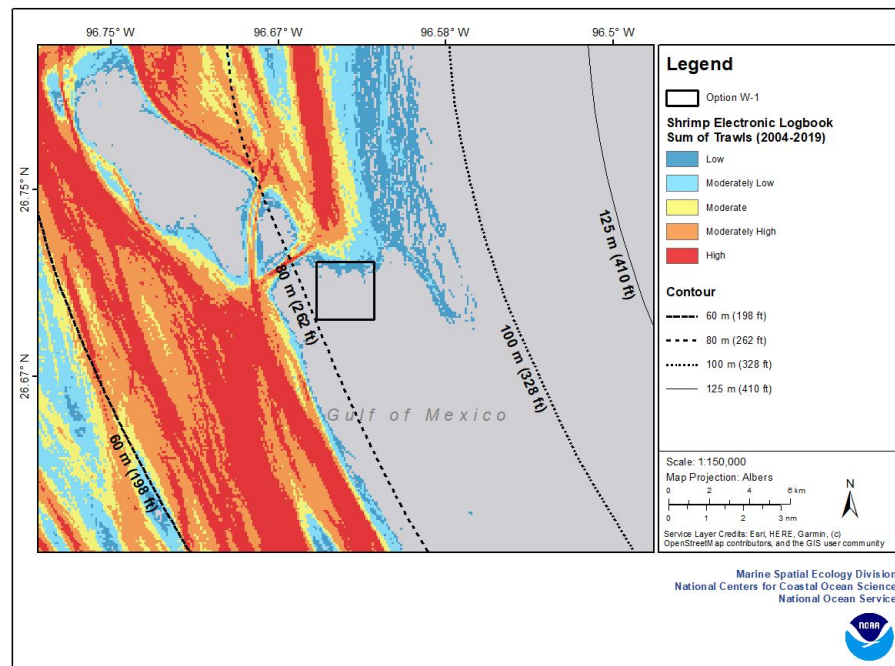 96.75° W 96.67° W 96.58° W 96.5° W
26.75° N
26.67° N
60 m (198 ft)
80 m (262 ft)
100 m (328 ft)
125 m (410 ft)
Gulf of Mexico
Legend
Option W-1
Shrimp Electronic Logbook
Sum of Trawls (2004-2019)
Low
Moderately Low
Moderate
Moderately High
High
Contour
60 m (198 ft)
80 m (262 ft)
100 m (328 ft)
125 m (410 ft)
Scale: 1:150,000
Map Projection: Albers
0 2 4 6 km
0 1 2 3 nm
N
Service Layer Credits: Esri, HERE, Garmin, (c)
OpenStreetMap contributors, and the GIS user community
Marine Spatial Ecology Division
National Centers for Coastal Ocean Science
National Ocean Service
NOAA